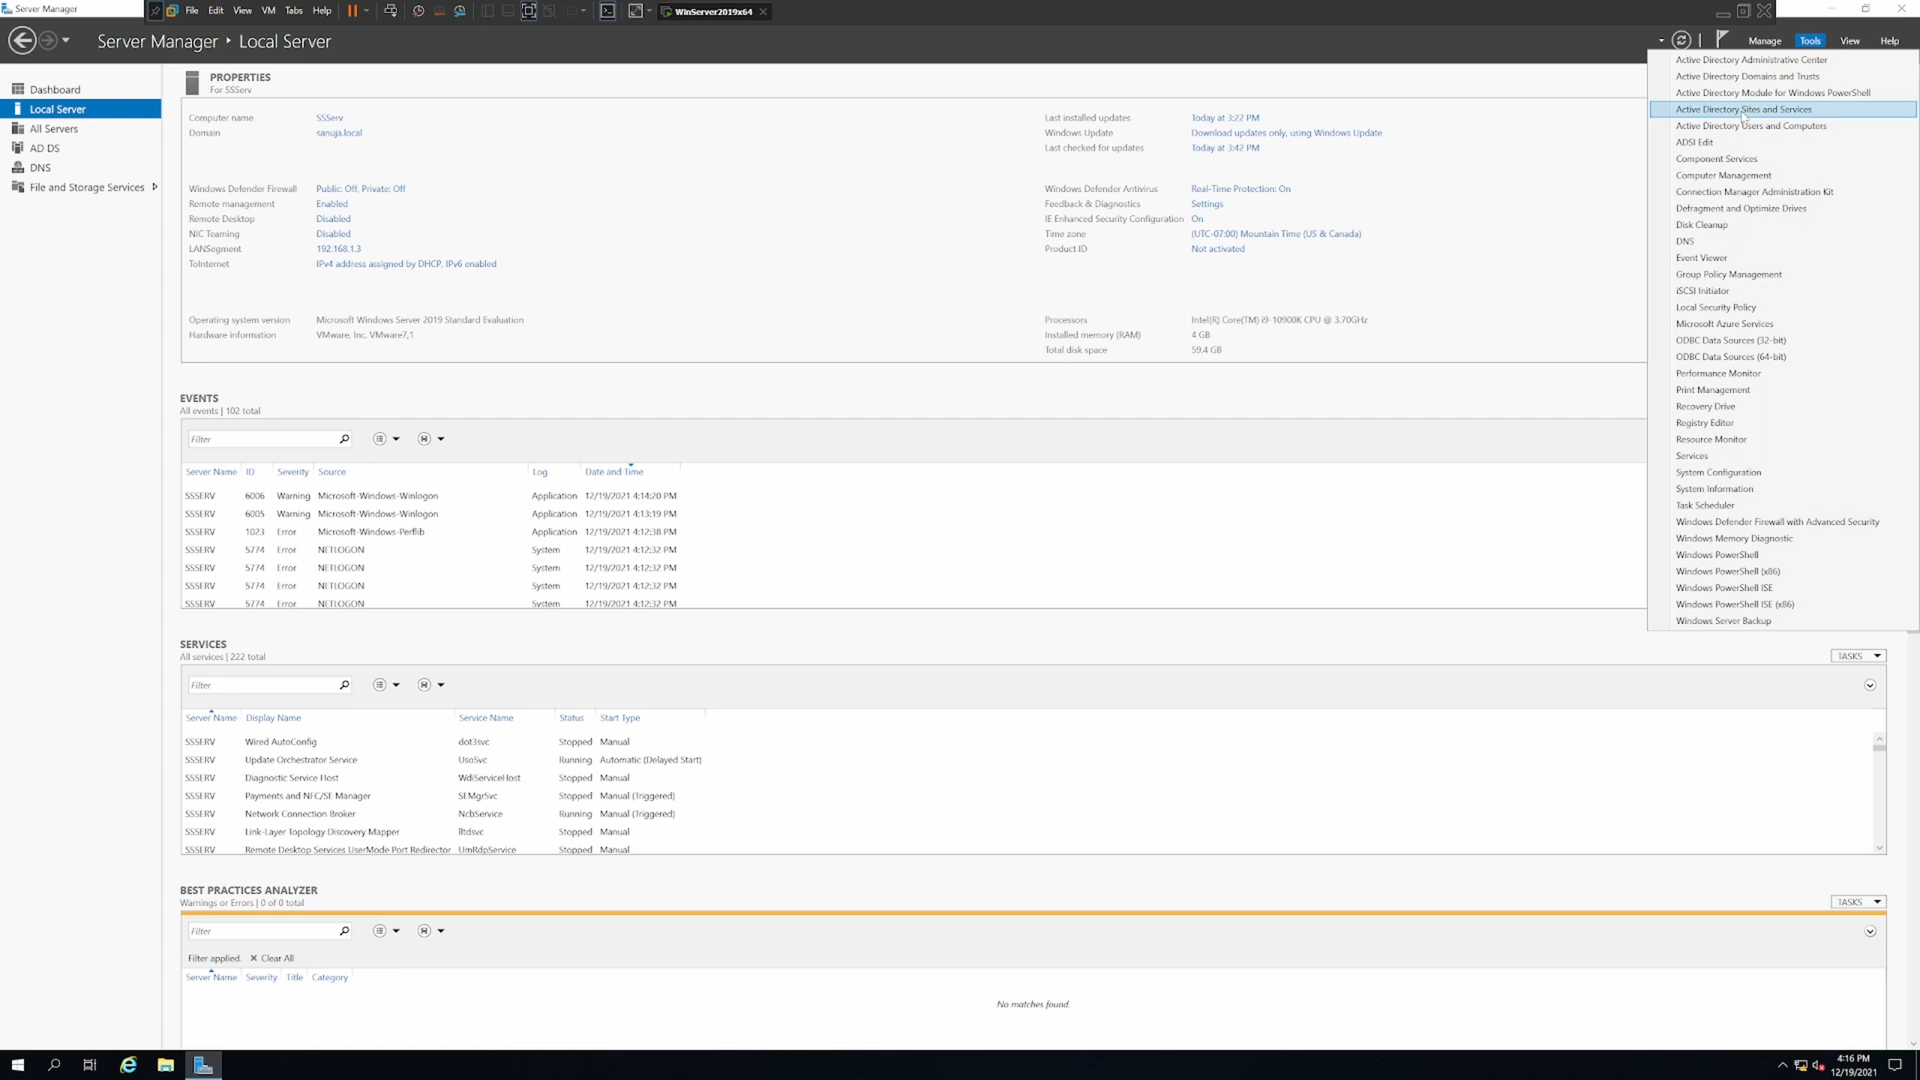 Server Manager
File Edit View VM Tabs Help
WinServer2019x64
Server Manager ‣ Local Server
Manage Tools View Help
Dashboard
Local Server
All Servers
AD DS
DNS
File and Storage Services
PROPERTIES
For SSServ
Computer name SSServ
Domain sanuja.local
Last installed updates Today at 3:22 PM
Windows Update Download updates only, using Windows Update
Last checked for updates Today at 3:42 PM
Windows Defender Firewall Public: Off, Private: Off
Remote management Enabled
Remote Desktop Disabled
NIC Teaming Disabled
LANSegment 192.168.1.3
ToInternet IPv4 address assigned by DHCP, IPv6 enabled
Windows Defender Antivirus Real-Time Protection: On
Feedback & Diagnostics Settings
IE Enhanced Security Configuration On
Time zone (UTC-07:00) Mountain Time (US & Canada)
Product ID Not activated
Operating system version Microsoft Windows Server 2019 Standard Evaluation
Hardware information VMware, Inc. VMware7,1
Processors Intel(R) Core(TM) i9-10900K CPU @ 3.70GHz
Installed memory (RAM) 4 GB
Total disk space 59.4 GB
Active Directory Administrative Center
Active Directory Domains and Trusts
Active Directory Module for Windows PowerShell
Active Directory Sites and Services
Active Directory Users and Computers
ADSI Edit
Component Services
Computer Management
Connection Manager Administration Kit
Defragment and Optimize Drives
Disk Cleanup
DNS
Event Viewer
Group Policy Management
iSCSI Initiator
Local Security Policy
Microsoft Azure Services
ODBC Data Sources (32-bit)
ODBC Data Sources (64-bit)
Performance Monitor
Print Management
Recovery Drive
Registry Editor
Resource Monitor
Services
System Configuration
System Information
Task Scheduler
Windows Defender Firewall with Advanced Security
Windows Memory Diagnostic
Windows PowerShell
Windows PowerShell (x86)
Windows PowerShell ISE
Windows PowerShell ISE (x86)
Windows Server Backup
EVENTS
All events | 102 total
Filter
Server Name ID Severity Source Log Date and Time
SSSERV 6006 Warning Microsoft-Windows-Winlogon Application 12/19/2021 4:14:20 PM
SSSERV 6005 Warning Microsoft-Windows-Winlogon Application 12/19/2021 4:13:19 PM
SSSERV 1023 Error Microsoft-Windows-Perflib Application 12/19/2021 4:12:38 PM
SSSERV 5774 Error NETLOGON System 12/19/2021 4:12:32 PM
SSSERV 5774 Error NETLOGON System 12/19/2021 4:12:32 PM
SSSERV 5774 Error NETLOGON System 12/19/2021 4:12:32 PM
SSSERV 5774 Error NETLOGON System 12/19/2021 4:12:32 PM
SERVICES
All services | 222 total
TASKS
Filter
Server Name Display Name Service Name Status Start Type
SSSERV Wired AutoConfig dot3svc Stopped Manual
SSSERV Update Orchestrator Service UsoSvc Running Automatic (Delayed Start)
SSSERV Diagnostic Service Host WdiServiceHost Stopped Manual
SSSERV Payments and NFC/SE Manager SEMgrSvc Stopped Manual (Triggered)
SSSERV Network Connection Broker NcbService Running Manual (Triggered)
SSSERV Link-Layer Topology Discovery Mapper lltdsvc Stopped Manual
SSSERV Remote Desktop Services UserMode Port Redirector UmRdpService Stopped Manual
BEST PRACTICES ANALYZER
Warnings or Errors | 0 of 0 total
TASKS
Filter
Filter applied. Clear All
Server Name Severity Title Category
No matches found.
4:16 PM
12/19/2021